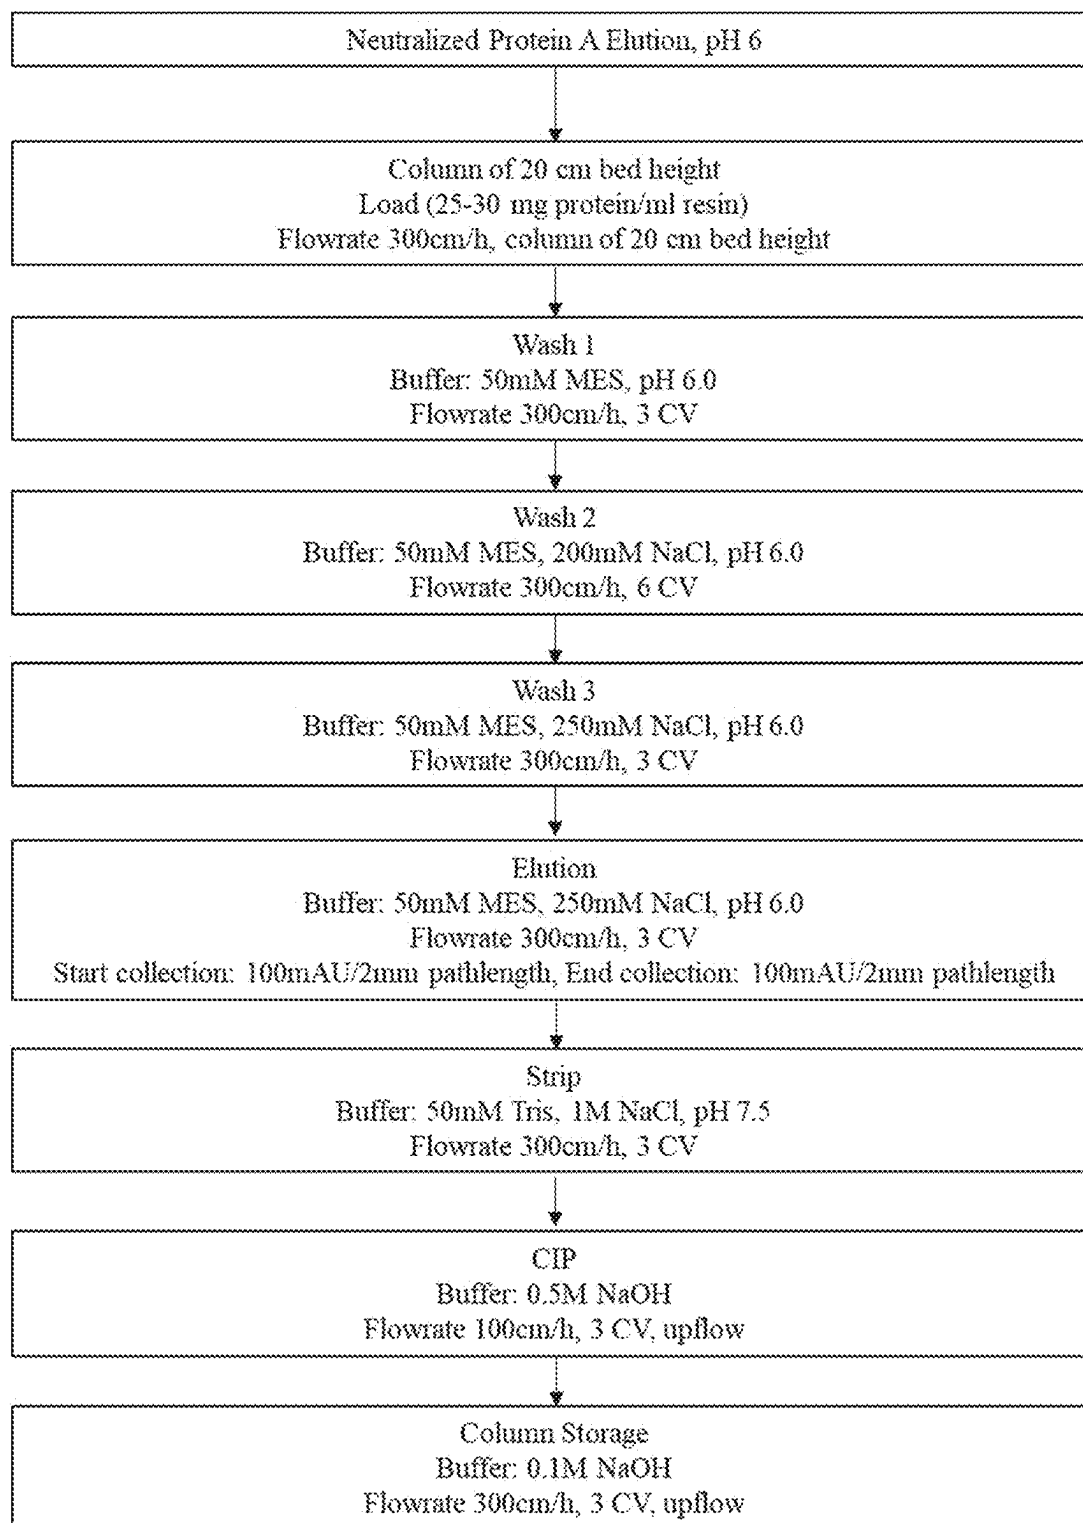 Neutralized Protein A Elution, pH 6
Column of 20 cm bed height
Load (25-30 mg protein/ml resin)
Flowrate 300cm/h, column of 20 cm bed height
Wash 1
Buffer: 50mM MES, pH 6.0
Flowrate 300cm/h, 3 CV
Wash 2
Buffer: 50mM MES, 200mM NaCl, pH 6.0
Flowrate 300cm/h, 6 CV
Wash 3
Buffer: 50mM MES, 250mM NaCl, pH 6.0
Flowrate 300cm/h, 3 CV
Elution
Buffer: 50mM MES, 250mM NaCl, pH 6.0
Flowrate 300cm/h, 3 CV
Start collection: 100mAU/2mm pathlength, End collection: 100mAU/2mm pathlength
Strip
Buffer: 50mM Tris, 1M NaCl, pH 7.5
Flowrate 300cm/h, 3 CV
CIP
Buffer: 0.5M NaOH
Flowrate 100cm/h, 3 CV, upflow
Column Storage
Buffer: 0.1M NaOH
Flowrate 300cm/h, 3 CV, upflow